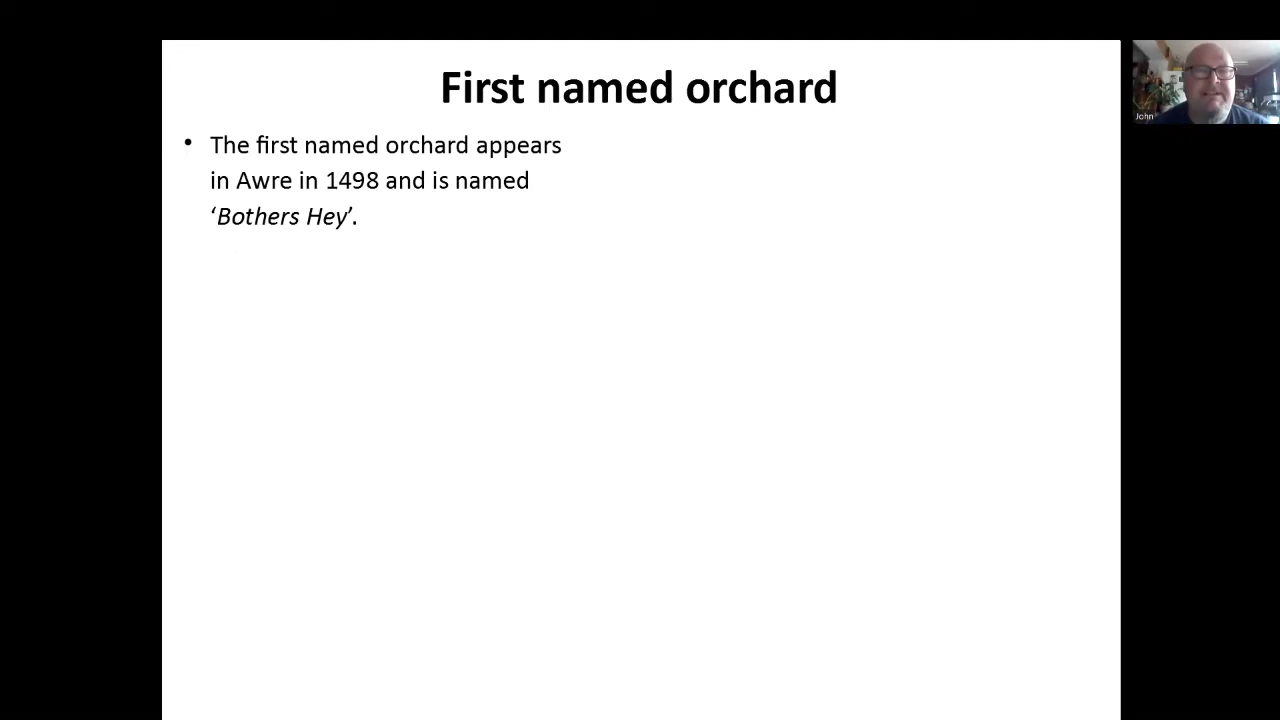 First named orchard
• The first named orchard appears
in Awre in 1498 and is named
‘Bothers Hey’.
John